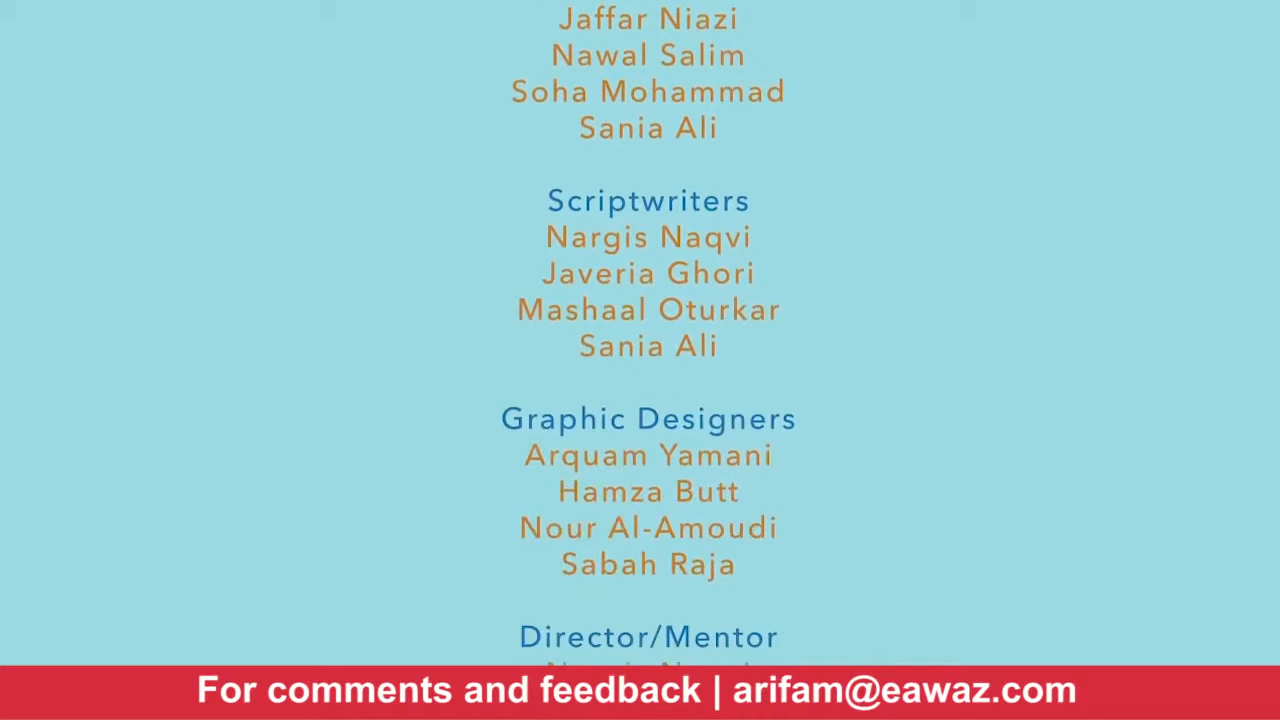 Jaffar Niazi
Nawal Salim
Soha Mohammad
Sania Ali
Scriptwriters
Nargis Naqvi
Javeria Ghori
Mashaal Oturkar
Sania Ali
Graphic Designers
Arquam Yamani
Hamza Butt
Nour Al-Amoudi
Sabah Raja
Director/Mentor
For comments and feedback | arifam@eawaz.com